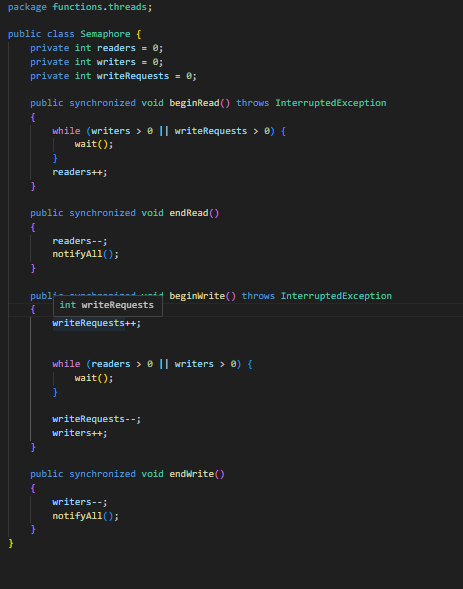 package functions.threads;
public class Semaphore {
private int readers = 0;
private int writers = 0;
private int writeRequests = 0;
public synchronized void beginRead() throws InterruptedException
{
while (writers > 0 || writeRequests > 0) {
wait();
}
readers++;
}
public synchronized void endRead()
{
readers--;
notifyAll();
}
public synchronized void beginWrite() throws InterruptedException
int writeRequests
{
writeRequests++;
while (readers > 0 || writers > 0) {
wait();
}
writeRequests--;
writers++;
}
public synchronized void endWrite()
{
writers--;
notifyAll();
}
}